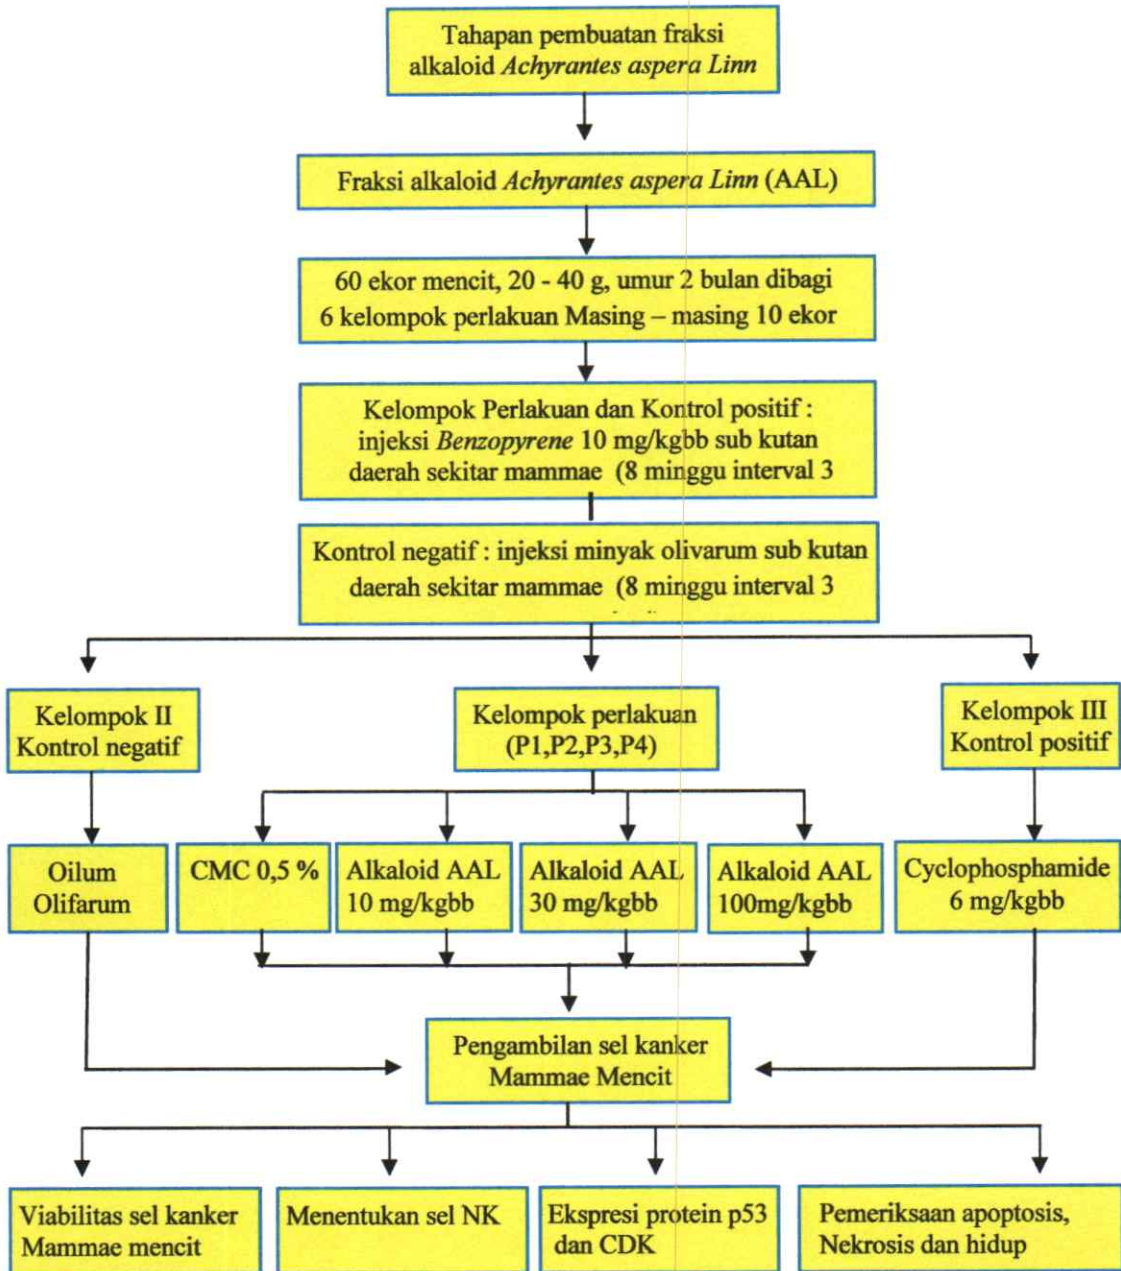 Tahapan pembuatan fraksi
alkaloid Achyrantes aspera Linn
Fraksi alkaloid Achyrantes aspera Linn (AAL)
60 ekor mencit, 20 - 40 g, umur 2 bulan dibagi
6 kelompok perlakuan Masing – masing 10 ekor
Kelompok Perlakuan dan Kontrol positif :
injeksi Benzopyrene 10 mg/kgbb sub kutan
daerah sekitar mammae (8 minggu interval 3
Kontrol negatif : injeksi minyak olivarum sub kutan
daerah sekitar mammae (8 minggu interval 3
Kelompok II
Kontrol negatif
Kelompok perlakuan
(P1,P2,P3,P4)
Kelompok III
Kontrol positif
Oilum
Olifarum
CMC 0,5 %
Alkaloid AAL
10 mg/kgbb
Alkaloid AAL
30 mg/kgbb
Alkaloid AAL
100mg/kgbb
Cyclophosphamide
6 mg/kgbb
Pengambilan sel kanker
Mammae Mencit
Viabilitas sel kanker
Mammae mencit
Menentukan sel NK
Ekspresi protein p53
dan CDK
Pemeriksaan apoptosis,
Nekrosis dan hidup